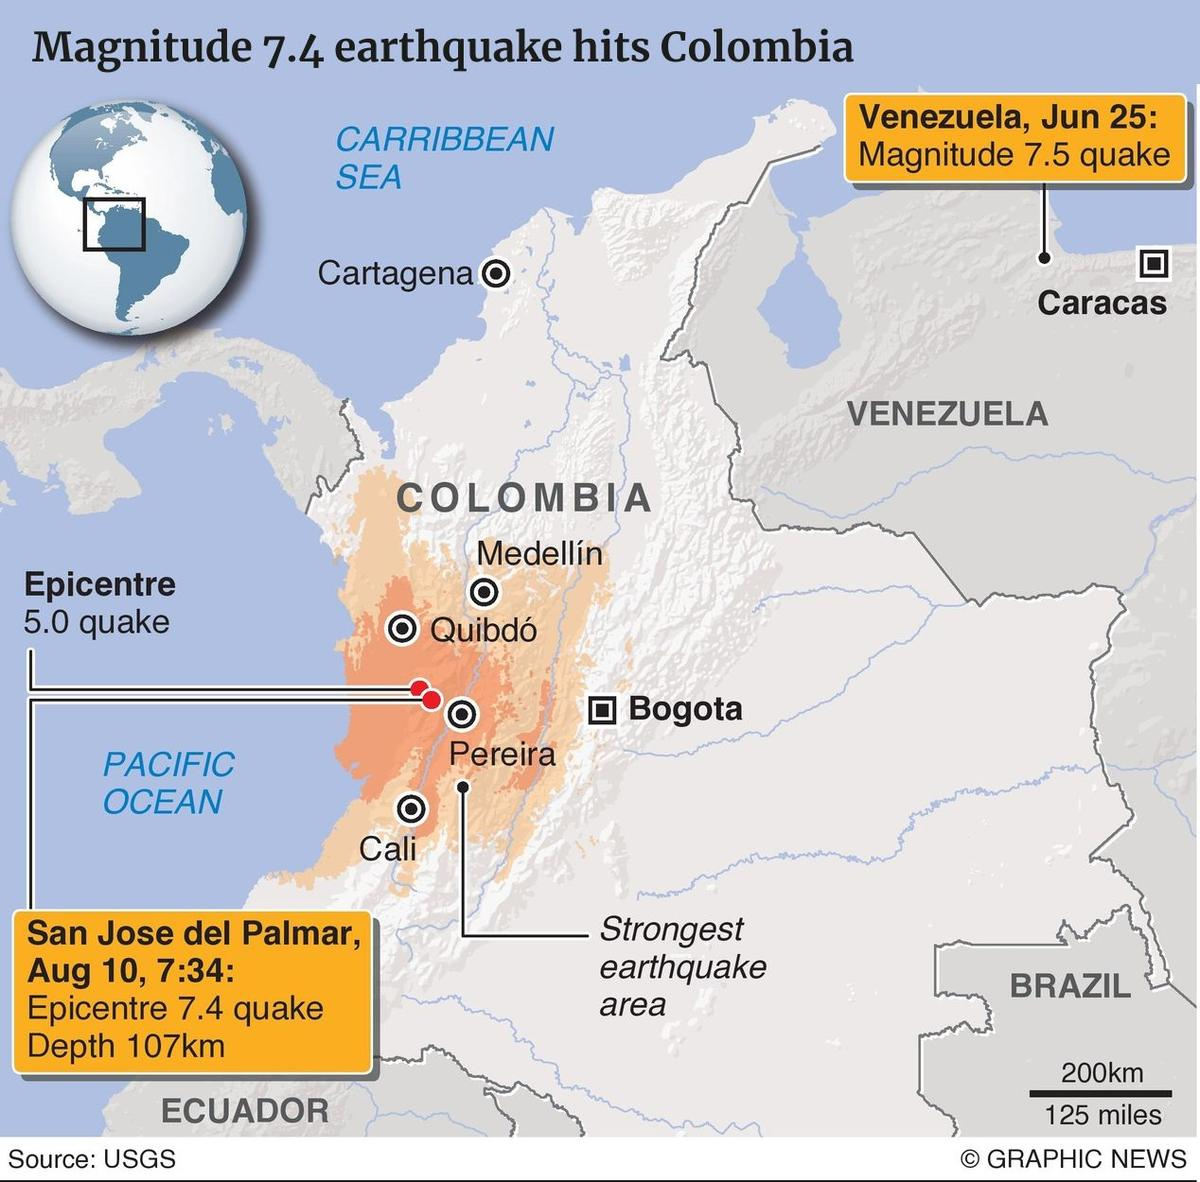 Magnitude 7.4 earthquake hits Colombia
CARRIBBEAN
SEA
Venezuela, Jun 25:
Magnitude 7.5 quake
Cartagena
Caracas
VENEZUELA
COLOMBIA
Medellín
Epicentre
5.0 quake
Quibdó
Bogota
Pereira
PACIFIC
OCEAN
Cali
San Jose del Palmar,
Aug 10, 7:34:
Epicentre 7.4 quake
Depth 107km
Strongest
earthquake
area
BRAZIL
200km
125 miles
ECUADOR
Source: USGS
© GRAPHIC NEWS